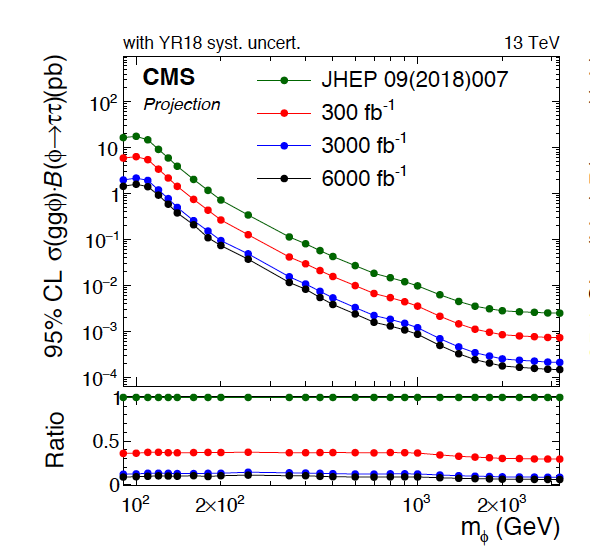 with YR18 syst. uncert. 13 TeV
CMS
Projection
JHEP 09(2018)007
300 fb⁻¹
3000 fb⁻¹
6000 fb⁻¹
95% CL σ(ggϕ)·B(ϕ→ττ)(pb)
10²
10
1
10⁻¹
10⁻²
10⁻³
10⁻⁴
Ratio
1
0.5
0
10² 2×10² 10³ 2×10³
m_ϕ (GeV)